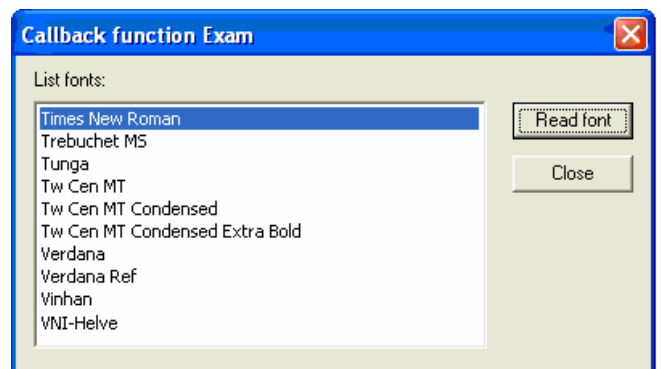 Callback function Exam
List fonts:
Times New Roman
Trebuchet MS
Tunga
Tw Cen MT
Tw Cen MT Condensed
Tw Cen MT Condensed Extra Bold
Verdana
Verdana Ref
Vinhan
VNI-Helve
Read font
Close